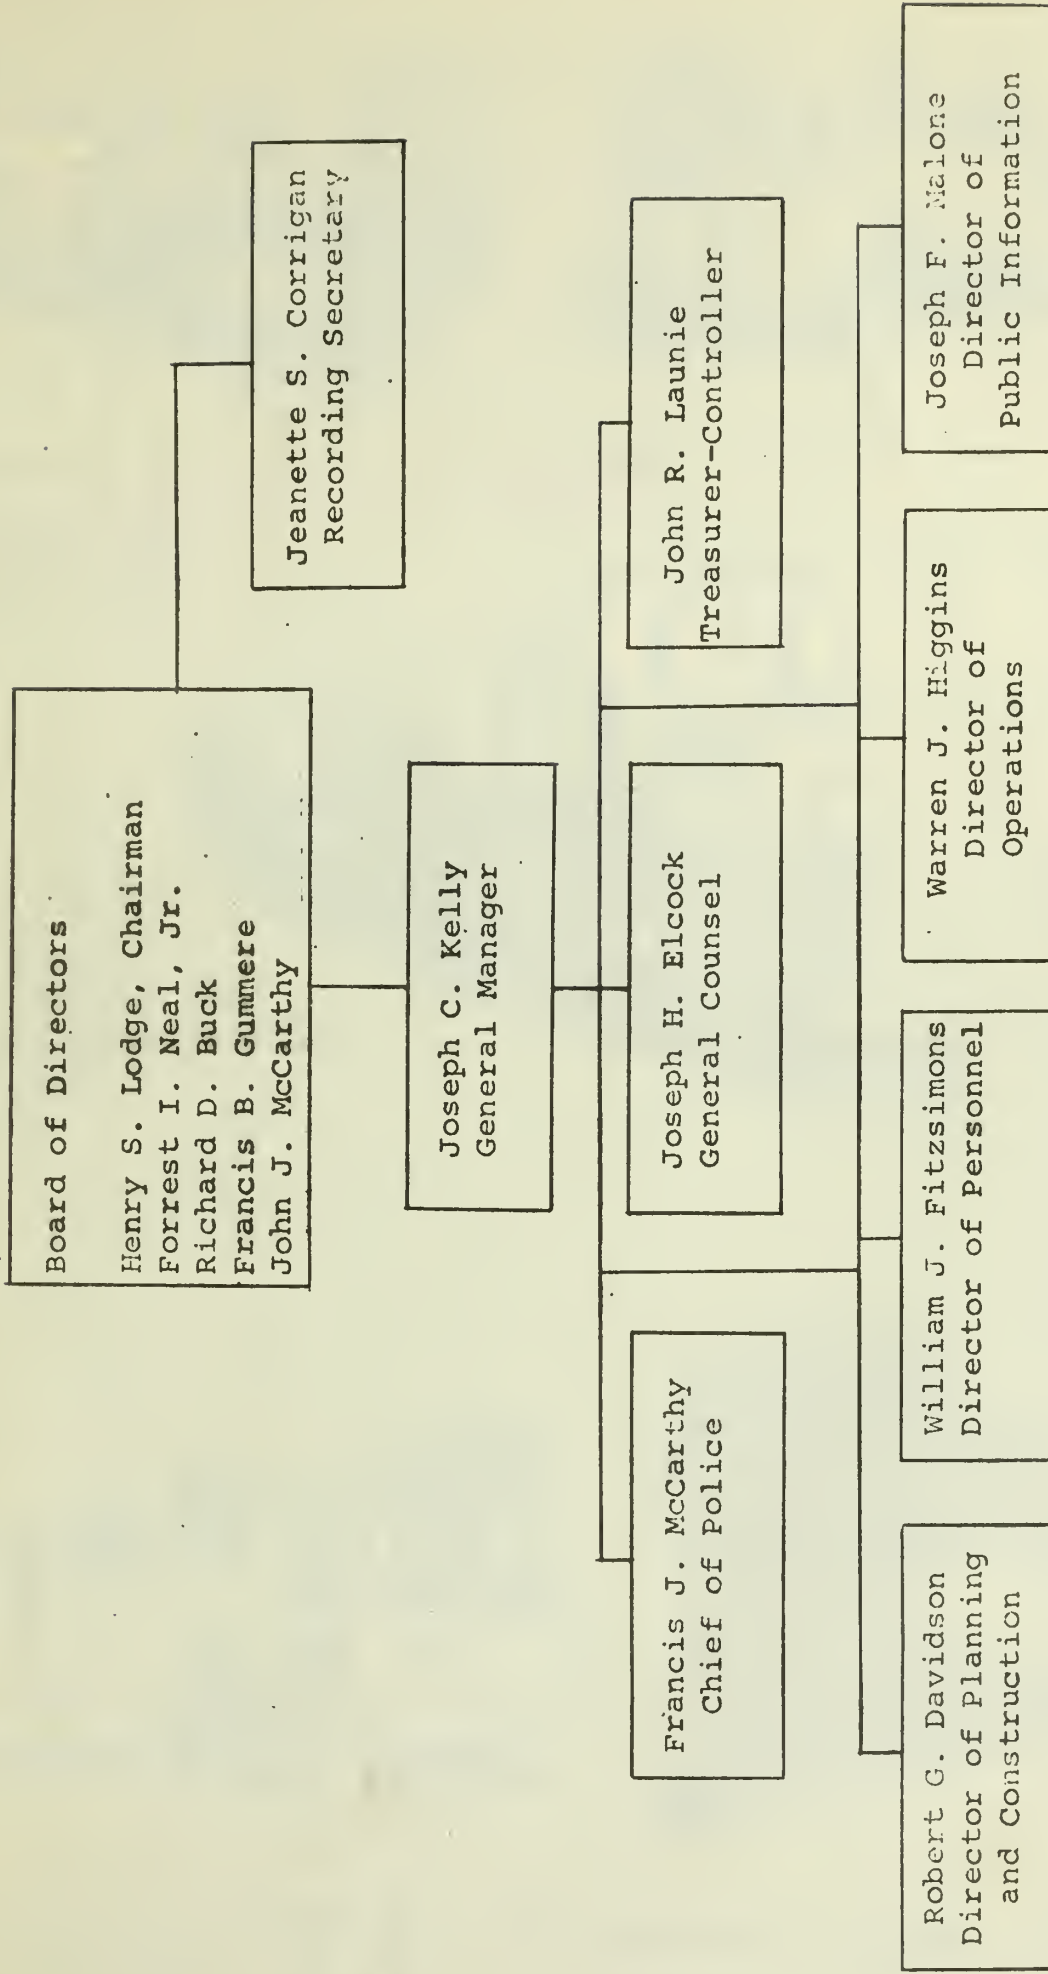 Board of Directors
Henry S. Lodge, Chairman
Forrest I. Neal, Jr.
Richard D. Buck
Francis B. Gummere
John J. McCarthy
Jeanette S. Corrigan
Recording Secretary
Joseph C. Kelly
General Manager
Francis J. McCarthy
Chief of Police
Joseph H. Elcock
General Counsel
John R. Launie
Treasurer-Controller
Robert G. Davidson
Director of Planning
and Construction
William J. Fitzsimons
Director of Personnel
Warren J. Higgins
Director of
Operations
Joseph F. Malone
Director of
Public Information